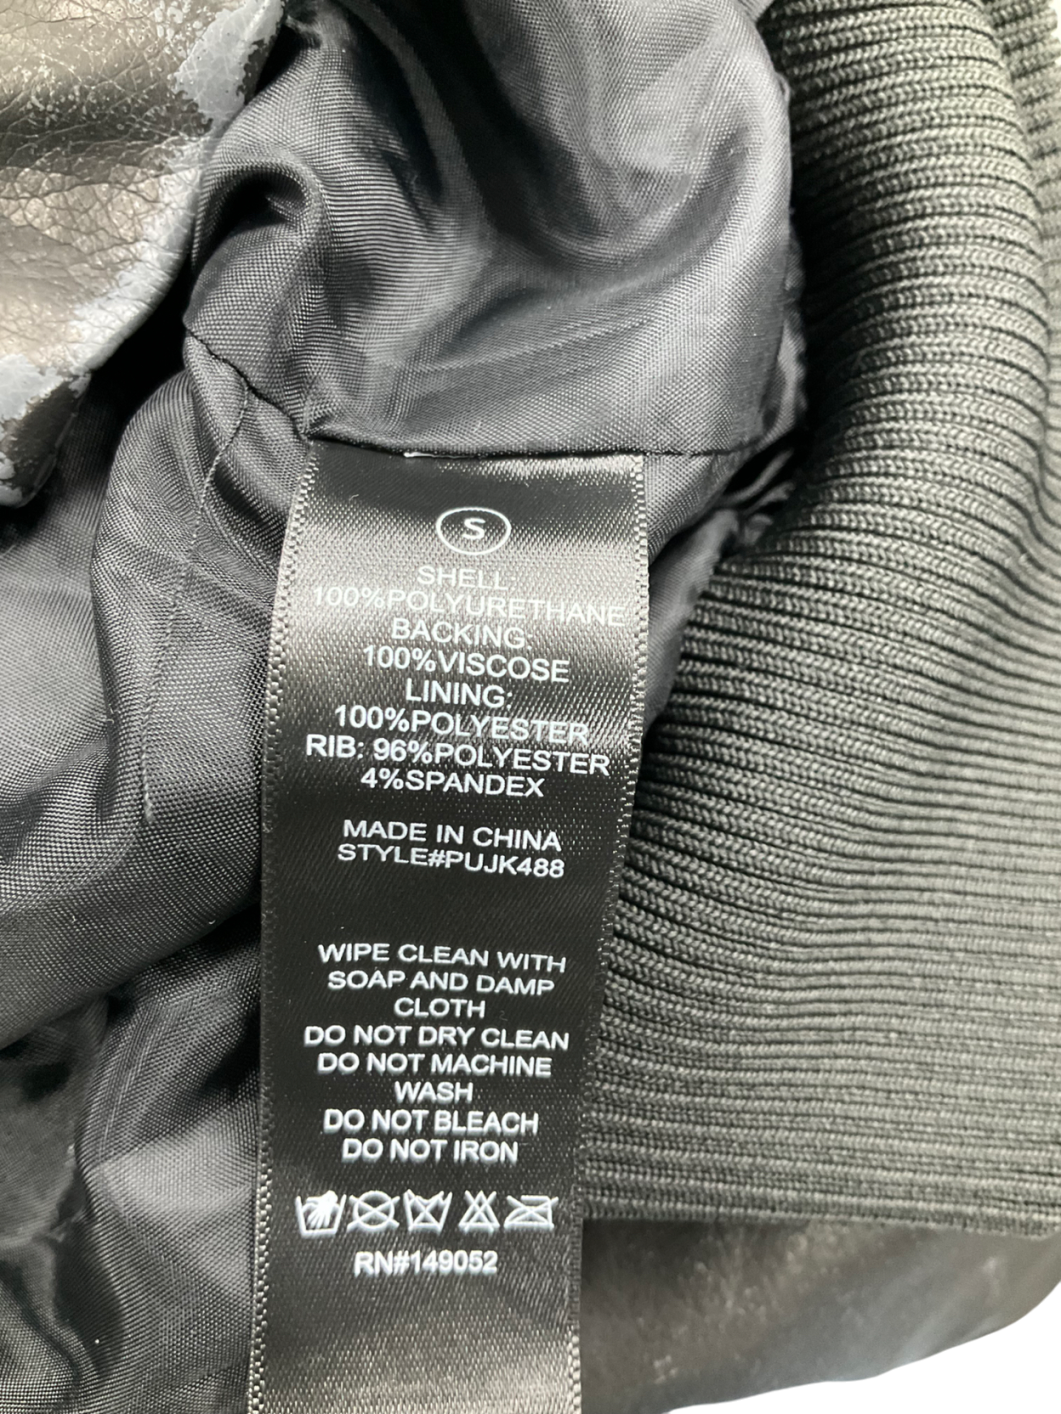 S
SHELL:
100%POLYURETHANE
BACKING:
100%VISCOSE
LINING:
100%POLYESTER
RIB: 96%POLYESTER
4%SPANDEX
MADE IN CHINA
STYLE#PUJK488
WIPE CLEAN WITH
SOAP AND DAMP
CLOTH
DO NOT DRY CLEAN
DO NOT MACHINE
WASH
DO NOT BLEACH
DO NOT IRON
RN#149052